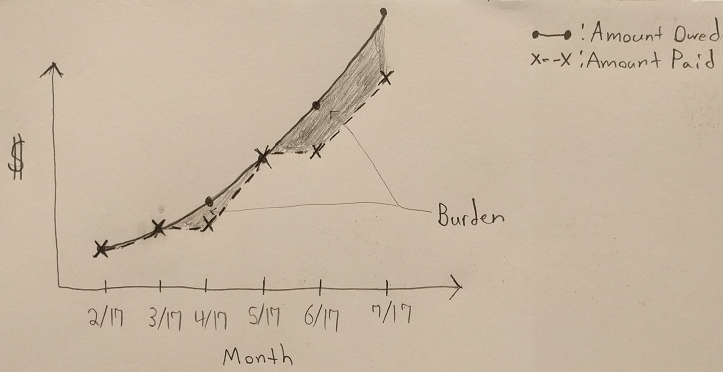 ●—● : Amount Owed
X--X : Amount Paid
$
Burden
2/17 3/17 4/17 5/17 6/17 7/17
Month